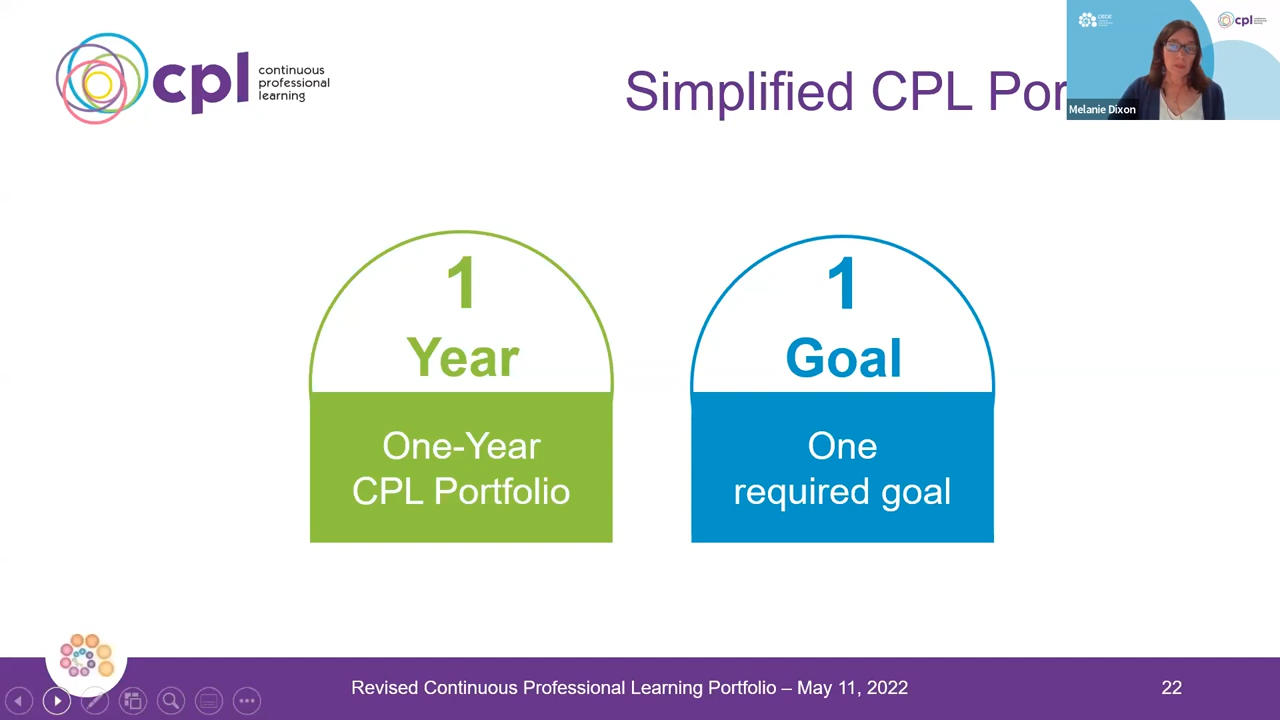 cpl
continuous
professional
learning
Simplified CPL Por
cpl
Melanie Dixon
1
Year
One-Year
CPL Portfolio
1
Goal
One
required goal
Revised Continuous Professional Learning Portfolio – May 11, 2022
22